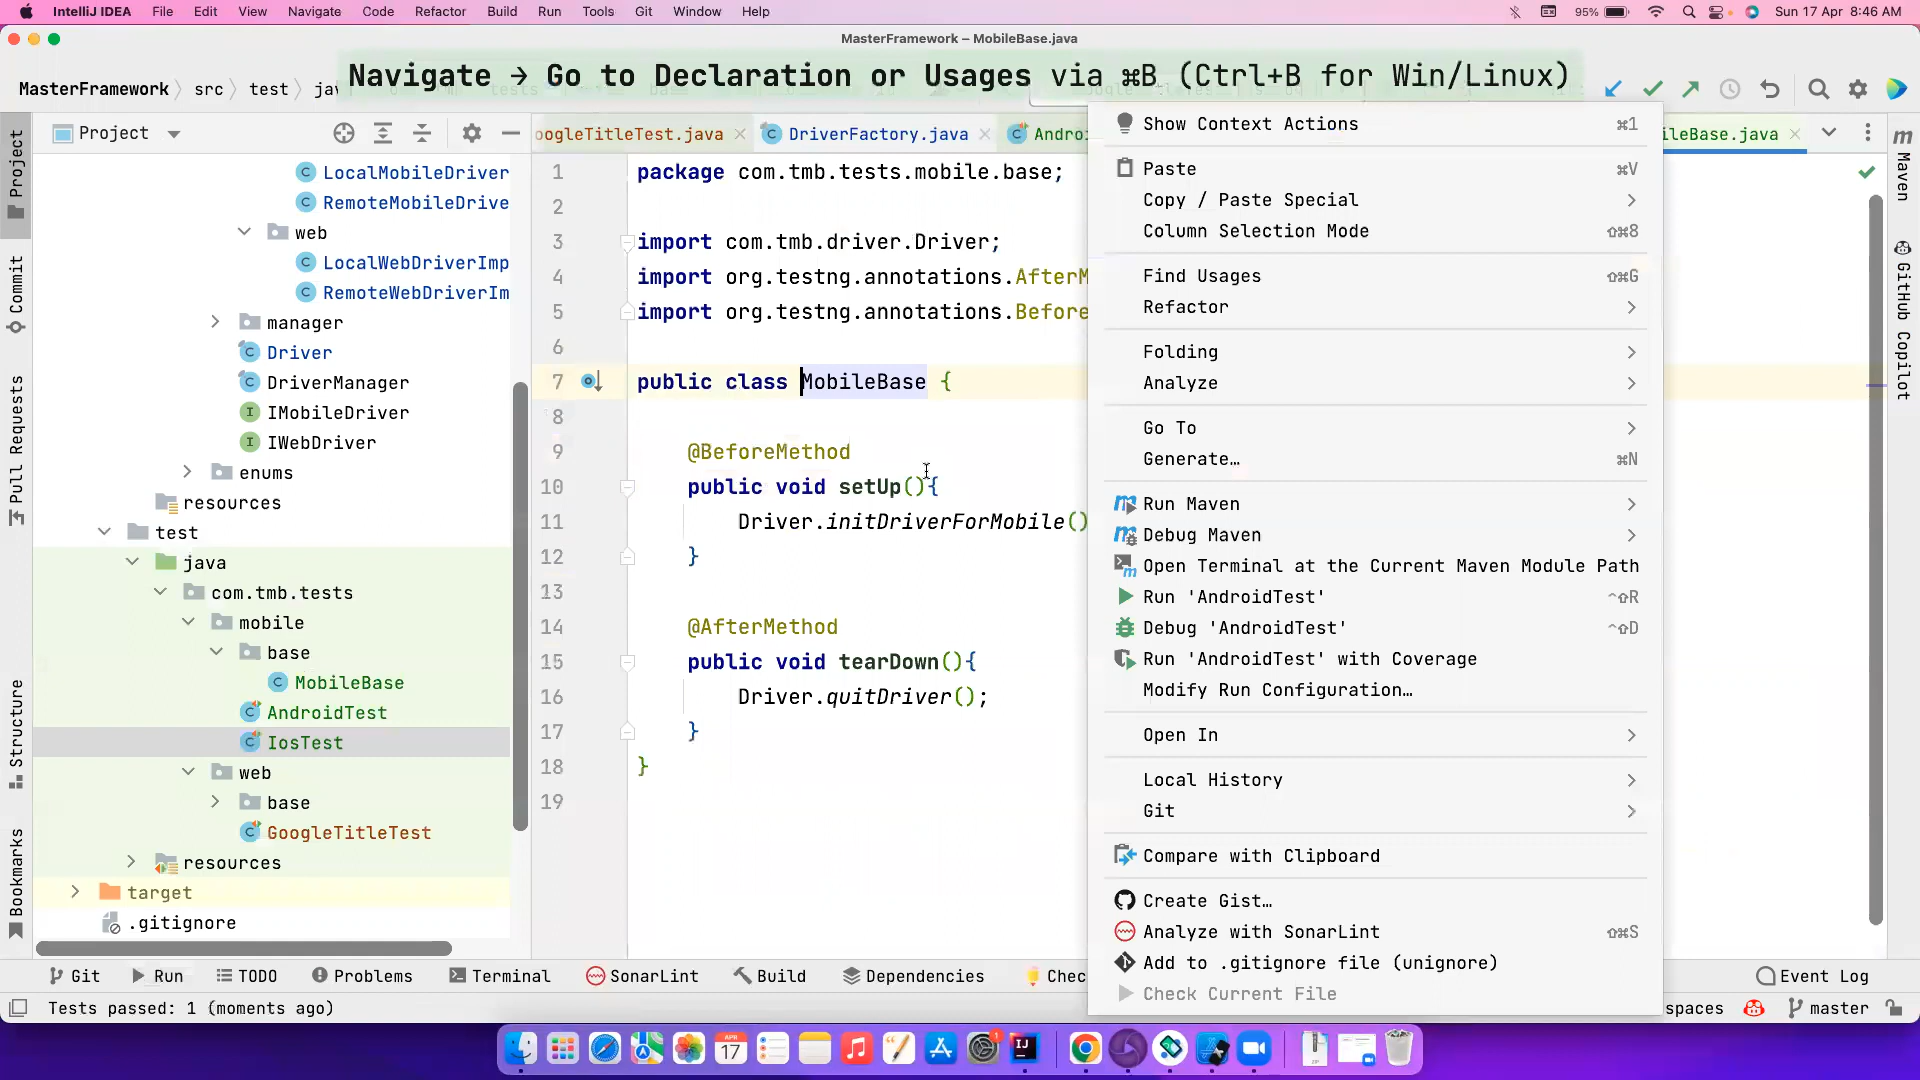 IntelliJ IDEA File Edit View Navigate Code Refactor Build Run Tools Git Window Help 95% Sun 17 Apr 8:46 AM
MasterFramework – MobileBase.java
Navigate → Go to Declaration or Usages via ⌘B (Ctrl+B for Win/Linux)
MasterFramework src test
Project
oogleTitleTest.java DriverFactory.java Androi ileBase.java
LocalMobileDriver
RemoteMobileDrive
web
LocalWebDriverImp
RemoteWebDriverIm
manager
Driver
DriverManager
IMobileDriver
IWebDriver
enums
resources
test
java
com.tmb.tests
mobile
base
MobileBase
AndroidTest
IosTest
web
base
GoogleTitleTest
resources
target
.gitignore
1 package com.tmb.tests.mobile.base;
2
3 import com.tmb.driver.Driver;
4 import org.testng.annotations.AfterM
5 import org.testng.annotations.Before
6
7 public class MobileBase {
8
9 @BeforeMethod
10 public void setUp(){
11 Driver.initDriverForMobile()
12 }
13
14 @AfterMethod
15 public void tearDown(){
16 Driver.quitDriver();
17 }
18 }
19
Show Context Actions ⌘1
Paste ⌘V
Copy / Paste Special
Column Selection Mode ⇧⌘8
Find Usages ⇧⌘G
Refactor
Folding
Analyze
Go To
Generate… ⌘N
Run Maven
Debug Maven
Open Terminal at the Current Maven Module Path
Run 'AndroidTest' ⌃⇧R
Debug 'AndroidTest' ⌃⇧D
Run 'AndroidTest' with Coverage
Modify Run Configuration…
Open In
Local History
Git
Compare with Clipboard
Create Gist…
Analyze with SonarLint ⇧⌘S
Add to .gitignore file (unignore)
Check Current File
Project
Commit
Pull Requests
Structure
Bookmarks
Maven
GitHub Copilot
Git Run TODO Problems Terminal SonarLint Build Dependencies Chec Event Log
Tests passed: 1 (moments ago) spaces master
APR
17
1
IJ